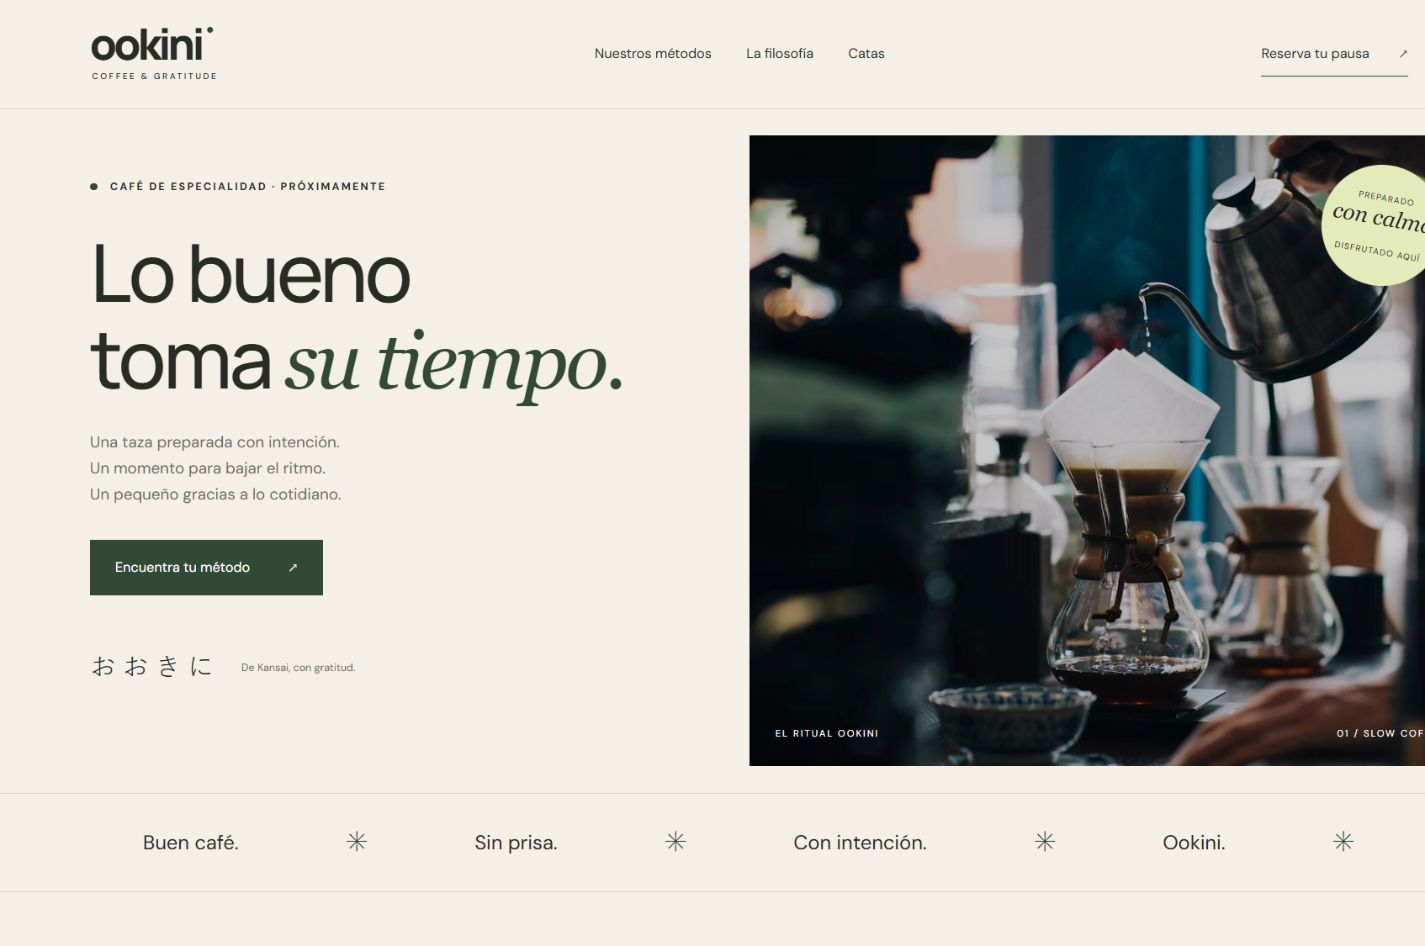 ookini
COFFEE & GRATITUDE
Nuestros métodos
La filosofía
Catas
Reserva tu pausa ↗
CAFÉ DE ESPECIALIDAD · PRÓXIMAMENTE
Lo bueno
toma su tiempo.
Una taza preparada con intención.
Un momento para bajar el ritmo.
Un pequeño gracias a lo cotidiano.
Encuentra tu método ↗
おおきに
De Kansai, con gratitud.
PREPARADO
con calm
DISFRUTADO AQUÍ
EL RITUAL OOKINI
01 / SLOW COF
Buen café. ✳ Sin prisa. ✳ Con intención. ✳ Ookini. ✳